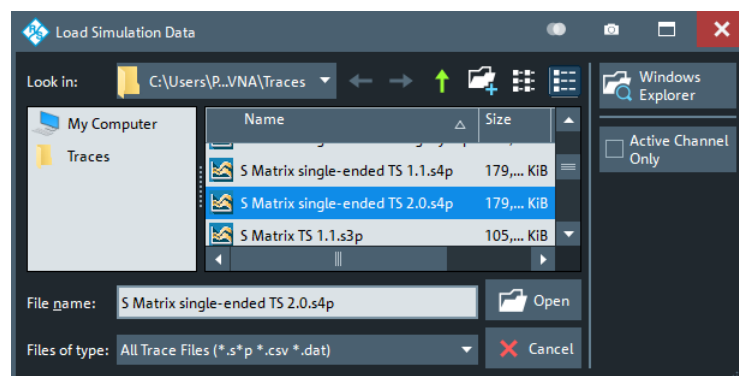 Load Simulation Data
Look in:
C:\Users\P...VNA\Traces
Windows
Explorer
My Computer
Traces
Name
Size
Active Channel
Only
S Matrix single-ended TS 1.1.s4p
179,... KiB
S Matrix single-ended TS 2.0.s4p
179,... KiB
S Matrix TS 1.1.s3p
105,... KiB
File name:
S Matrix single-ended TS 2.0.s4p
Open
Files of type:
All Trace Files (*.s*p *.csv *.dat)
Cancel